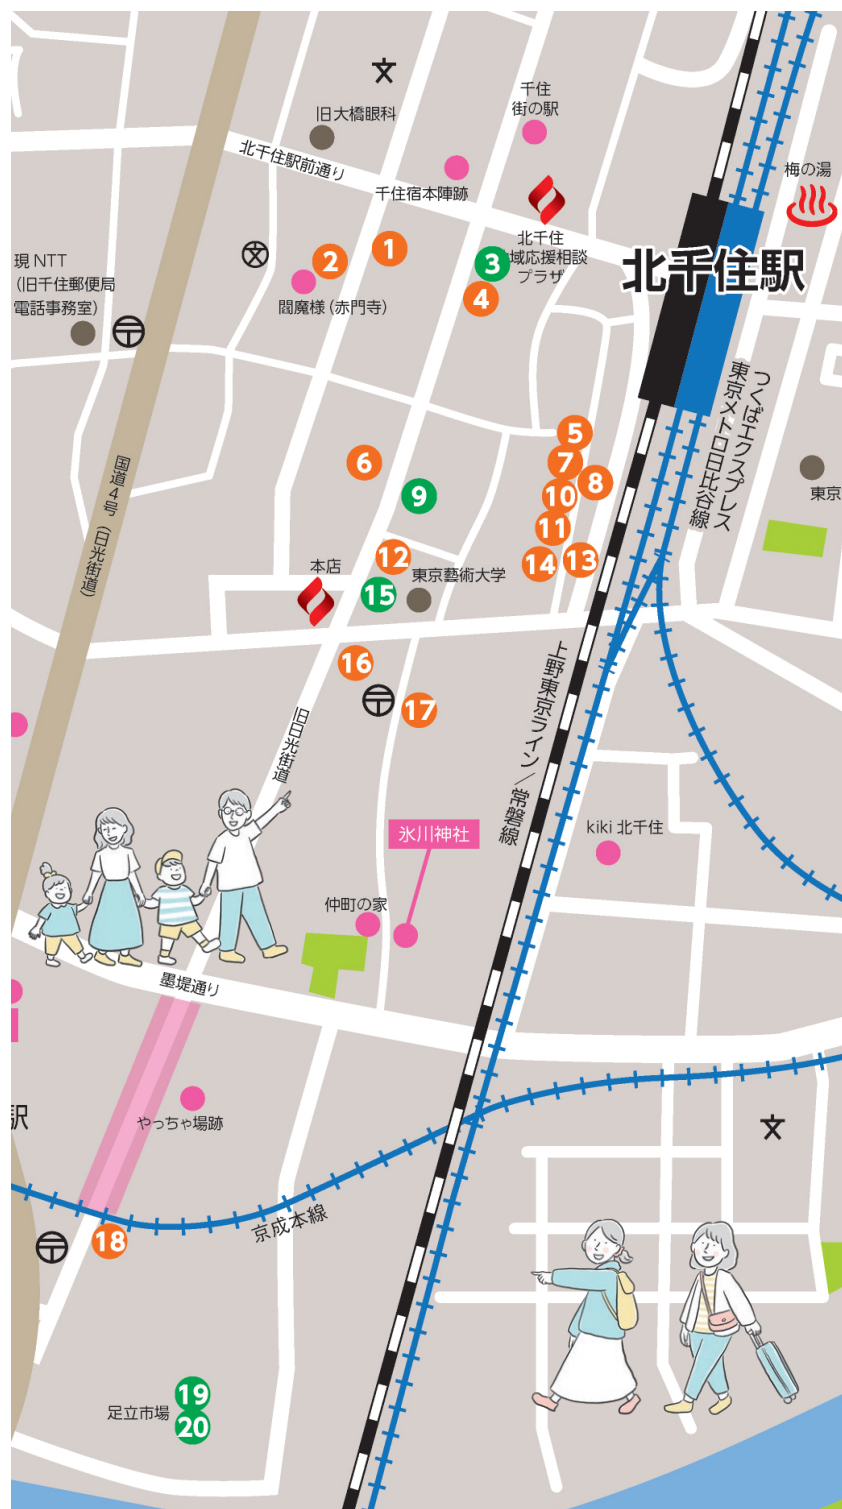 千住
街の駅
旧大橋眼科
北千住駅前通り
千住宿本陣跡
梅の湯
北千住
域応援相談
プラザ
北千住駅
1
2
3
4
閻魔様(赤門寺)
現NTT
(旧千住郵便局
電話事務室)
つくばエクスプレス
東京メトロ日比谷線
5
6
7
8
9
10
11
12
13
14
15
東京
国道4号(日光街道)
本店
東京藝術大学
16
17
上野東京ライン/常磐線
旧日光街道
氷川神社
kiki 北千住
仲町の家
墨堤通り
駅
やっちゃ場跡
京成本線
18
19
足立市場
20